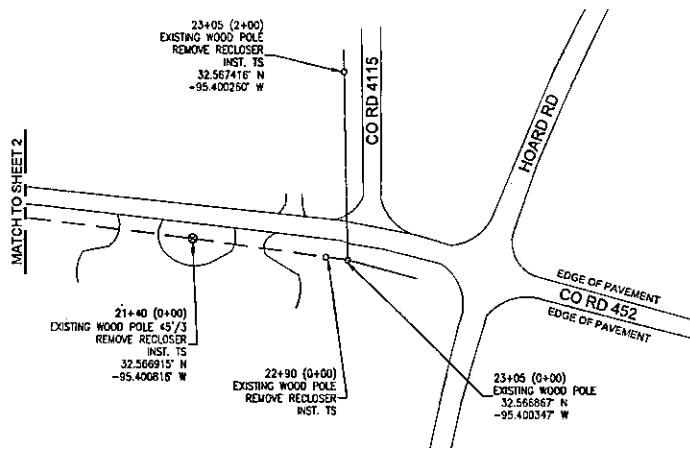 23+05 (2+00)
EXISTING WOOD POLE
REMOVE RECLOSER
INST. TS
32.567416° N
-95.400260° W
CO RD 4115
HOARD RD
MATCH TO SHEET 2
21+40 (0+00)
EXISTING WOOD POLE 45'/3
REMOVE RECLOSER
INST. TS
32.566915° N
-95.400816° W
22+90 (0+00)
EXISTING WOOD POLE
REMOVE RECLOSER
INST. TS
23+05 (0+00)
EXISTING WOOD POLE
32.566867° N
-95.400347° W
EDGE OF PAVEMENT
CO RD 452
EDGE OF PAVEMENT